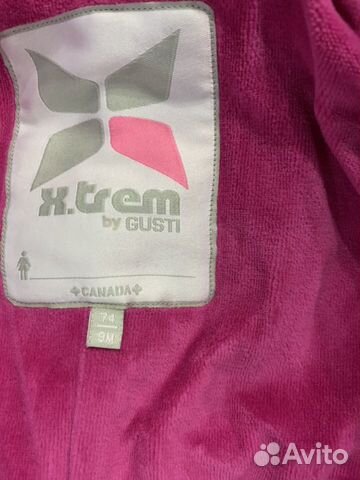 x.trem
by GUSTI
CANADA
74
9M
Avito